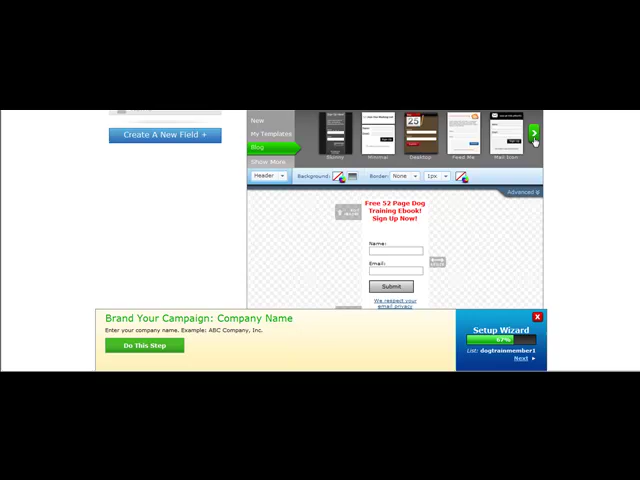 Create A New Field +
New
My Templates
Blog
Show More
Skinny
Minimal
Desktop
Feed Me
Mail Icon
25
Header
Background:
Border:
None
1px
Advanced
Free 52 Page Dog
Training Ebook!
Sign Up Now!
Name:
Email:
Submit
We respect your
email privacy
Brand Your Campaign: Company Name
Enter your company name. Example: ABC Company, Inc.
Do This Step
X
Setup Wizard
67%
List: dogtrainmember1
Next